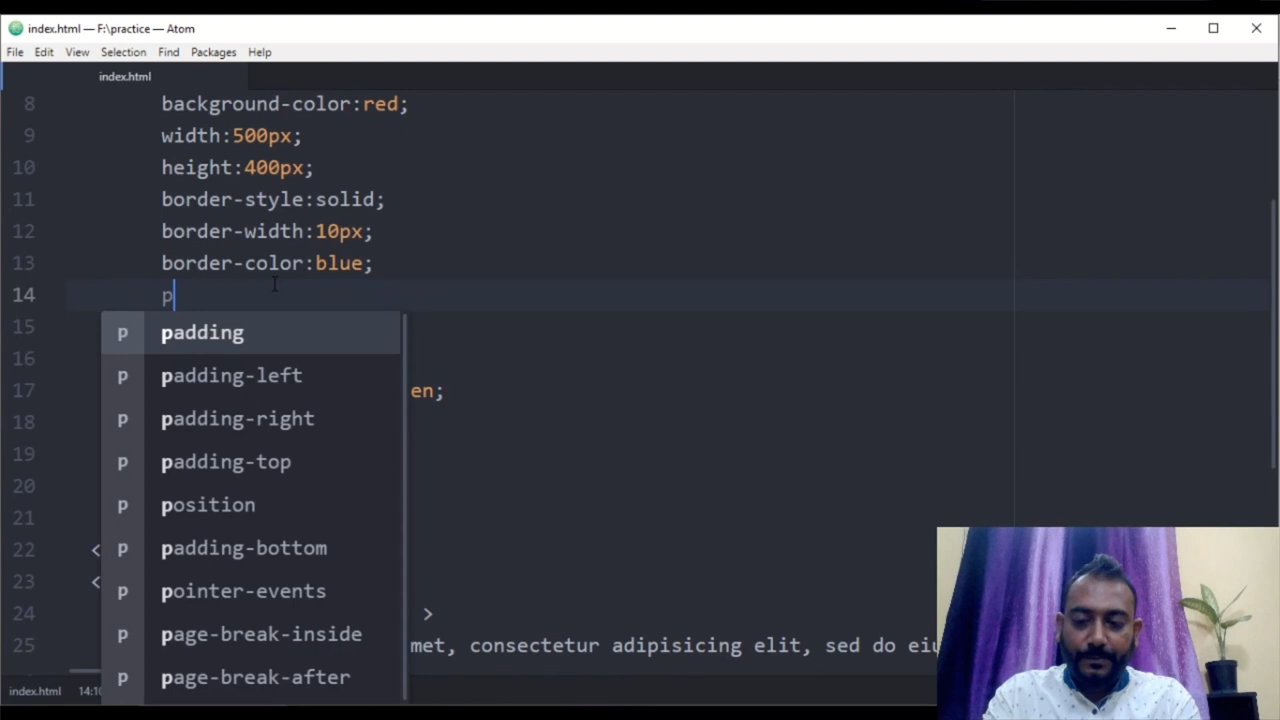 index.html — F:\practice — Atom
File Edit View Selection Find Packages Help
index.html
8 background-color:red;
9 width:500px;
10 height:400px;
11 border-style:solid;
12 border-width:10px;
13 border-color:blue;
14 p
p padding
p padding-left
p padding-right
p padding-top
p position
p padding-bottom
p pointer-events
p page-break-inside
p page-break-after
15
16
17 en;
18
19
20
21
22 <
23 <
24 >
25 met, consectetur adipisicing elit, sed do eiu
index.html 14:10